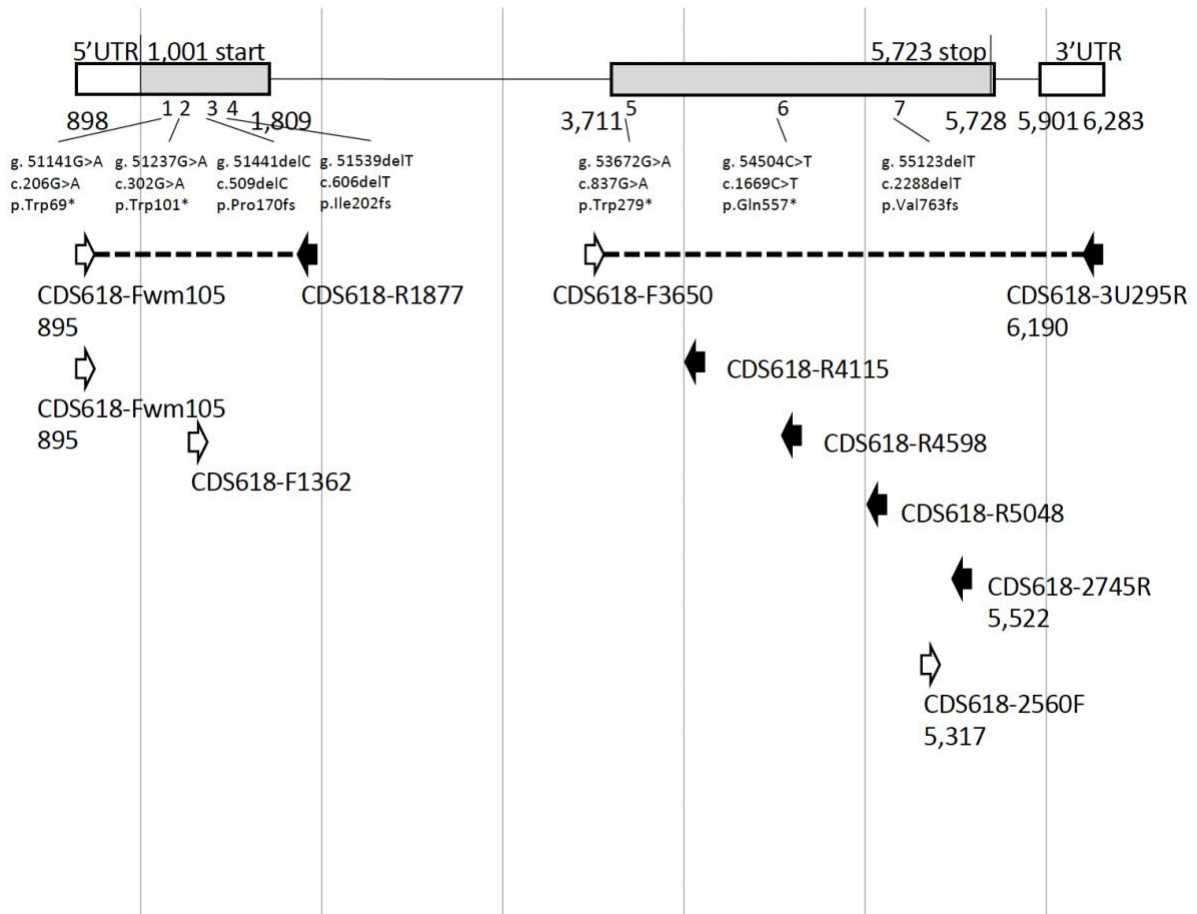 5'UTR 1,001 start 5,723 stop 3'UTR
1 2 3 4 5 6 7
898 1,809 3,711 5,728 5,901 6,283
g. 51141G>A g. 51237G>A g. 51441delC g. 51539delT g. 53672G>A g. 54504C>T g. 55123delT
c.206G>A c.302G>A c.509delC c.606delT c.837G>A c.1669C>T c.2288delT
p.Trp69* p.Trp101* p.Pro170fs p.Ile202fs p.Trp279* p.Gln557* p.Val763fs
CDS618-Fwm105 CDS618-R1877 CDS618-F3650 CDS618-3U295R
895 6,190
CDS618-R4115
CDS618-Fwm105
895
CDS618-R4598
CDS618-F1362
CDS618-R5048
CDS618-2745R
5,522
CDS618-2560F
5,317